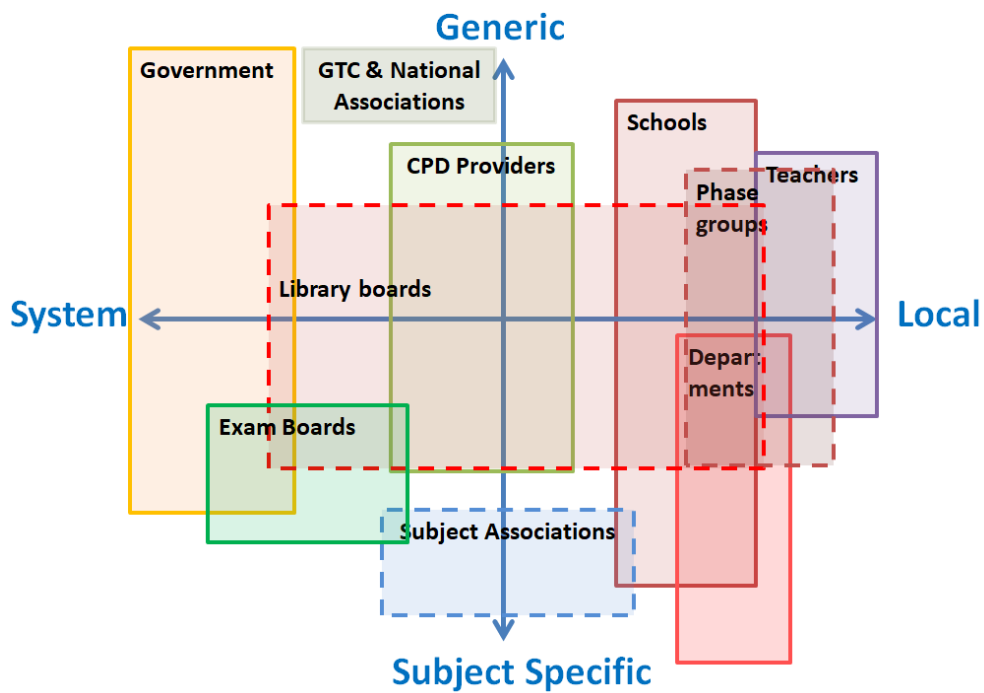 Generic
Government
GTC & National
Associations
Schools
CPD Providers
Teachers
Phase
groups
Library boards
System
Local
Depart
ments
Exam Boards
Subject Associations
Subject Specific